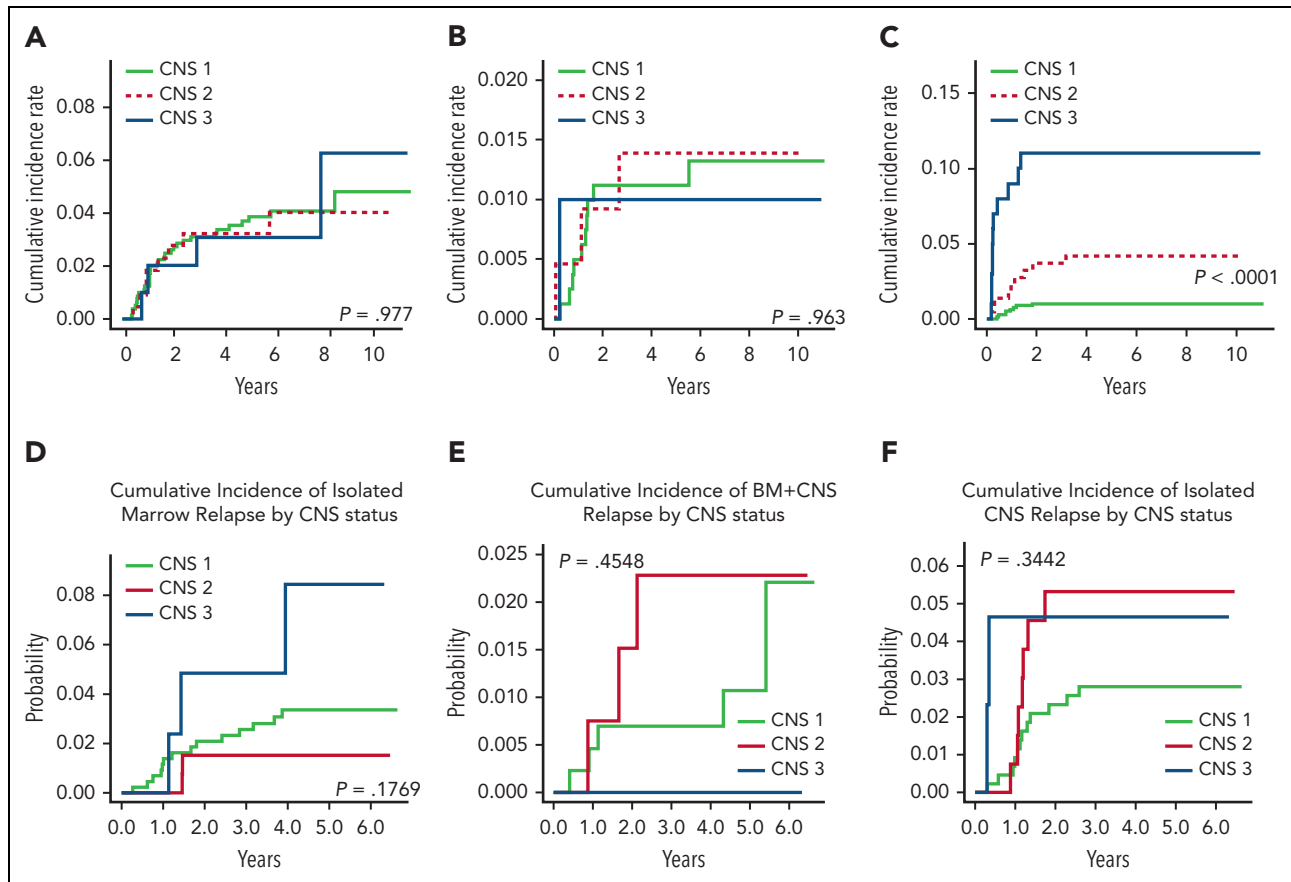 A
CNS 1
CNS 2
CNS 3
Cumulative incidence rate
0.08
0.06
0.04
0.02
0.00
P = .977
0 2 4 6 8 10
Years
B
CNS 1
CNS 2
CNS 3
Cumulative incidence rate
0.020
0.015
0.010
0.005
0.000
P = .963
0 2 4 6 8 10
Years
C
CNS 1
CNS 2
CNS 3
Cumulative incidence rate
0.15
0.10
0.05
0.00
P < .0001
0 2 4 6 8 10
Years
D
Cumulative Incidence of Isolated
Marrow Relapse by CNS status
CNS 1
CNS 2
CNS 3
Probability
0.08
0.06
0.04
0.02
0.00
P = .1769
0.0 1.0 2.0 3.0 4.0 5.0 6.0
Years
E
Cumulative Incidence of BM+CNS
Relapse by CNS status
P = .4548
Probability
0.025
0.020
0.015
0.010
0.005
0.000
CNS 1
CNS 2
CNS 3
0.0 1.0 2.0 3.0 4.0 5.0 6.0
Years
F
Cumulative Incidence of Isolated
CNS Relapse by CNS status
P = .3442
Probability
0.06
0.05
0.04
0.03
0.02
0.01
0.00
CNS 1
CNS 2
CNS 3
0.0 1.0 2.0 3.0 4.0 5.0 6.0
Years